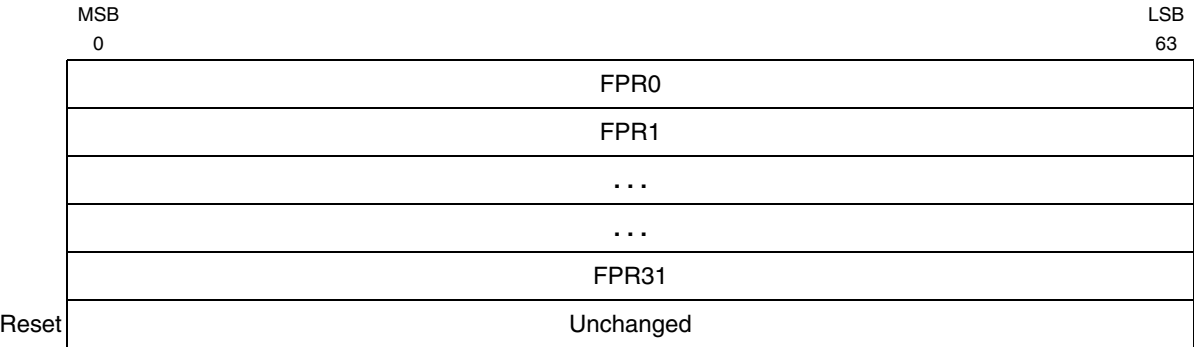 MSB LSB
0 63
FPR0
FPR1
. . .
. . .
FPR31
Reset Unchanged